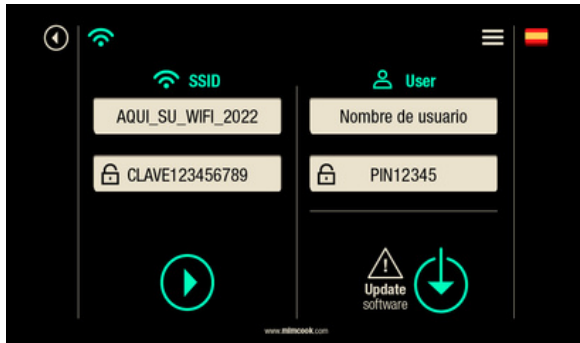 SSID
AQUI_SU_WIFI_2022
CLAVE123456789
User
Nombre de usuario
PIN12345
Update
software
www.mimcook.com